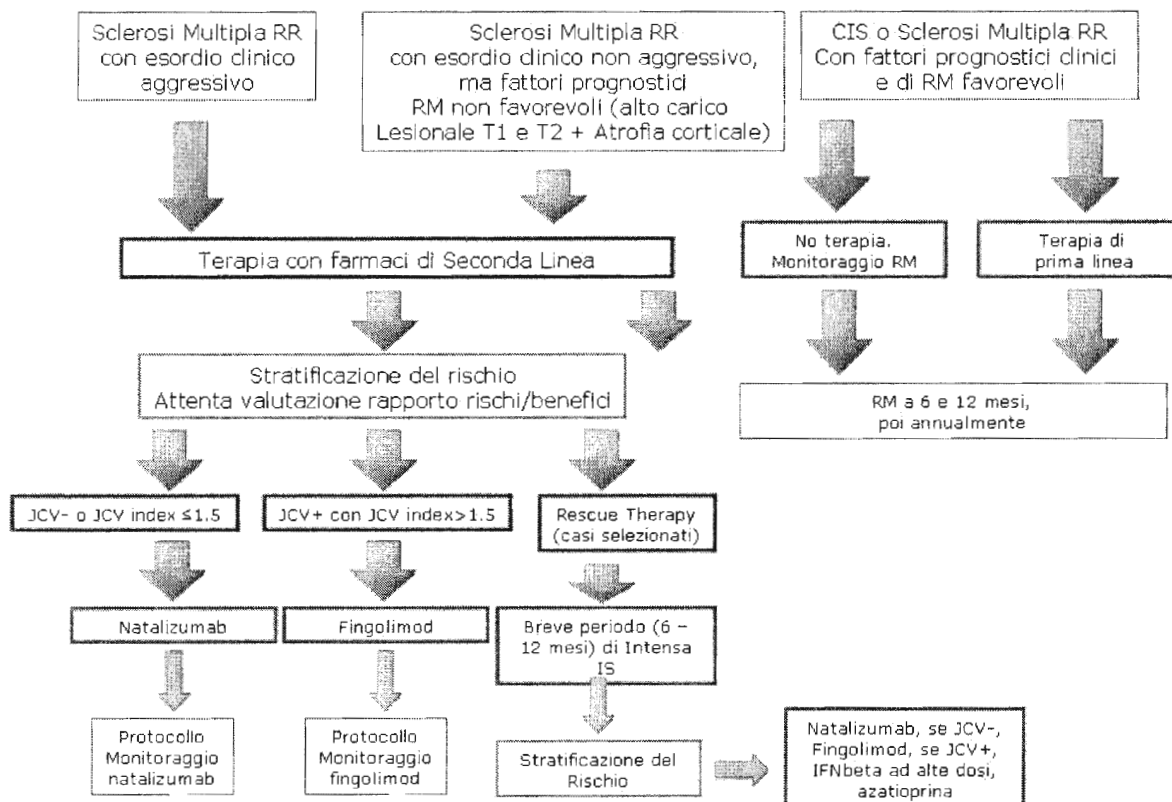 Sclerosi Multipla RR
con esordio clinico
aggressivo
Sclerosi Multipla RR
con esordio clinico non aggressivo,
ma fattori prognostici
RM non favorevoli (alto carico
Lesionale T1 e T2 + Atrofia corticale)
CIS o Sclerosi Multipla RR
Con fattori prognostici clinici
e di RM favorevoli
Terapia con farmaci di Seconda Linea
No terapia.
Monitoraggio RM
Terapia di
prima linea
Stratificazione del rischio
Attenta valutazione rapporto rischi/benefici
RM a 6 e 12 mesi,
poi annualmente
JCV- o JCV index ≤1.5
JCV+ con JCV index>1.5
Rescue Therapy
(casi selezionati)
Natalizumab
Fingolimod
Breve periodo (6 –
12 mesi) di Intensa
IS
Protocollo
Monitoraggio
natalizumab
Protocollo
Monitoraggio
fingolimod
Stratificazione del
Rischio
Natalizumab, se JCV-,
Fingolimod, se JCV+,
IFNbeta ad alte dosi,
azatioprina